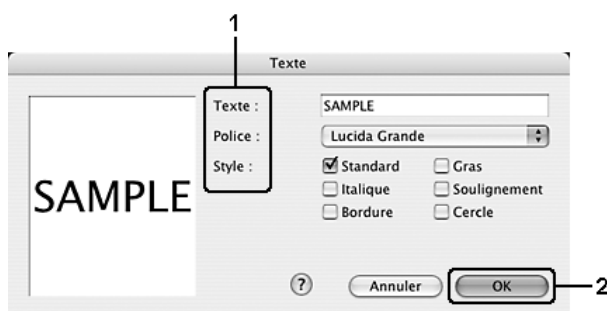 1
Texte
Texte : SAMPLE
Police : Lucida Grande
Style : Standard Gras
Italique Soulignement
Bordure Cercle
SAMPLE
? Annuler OK 2